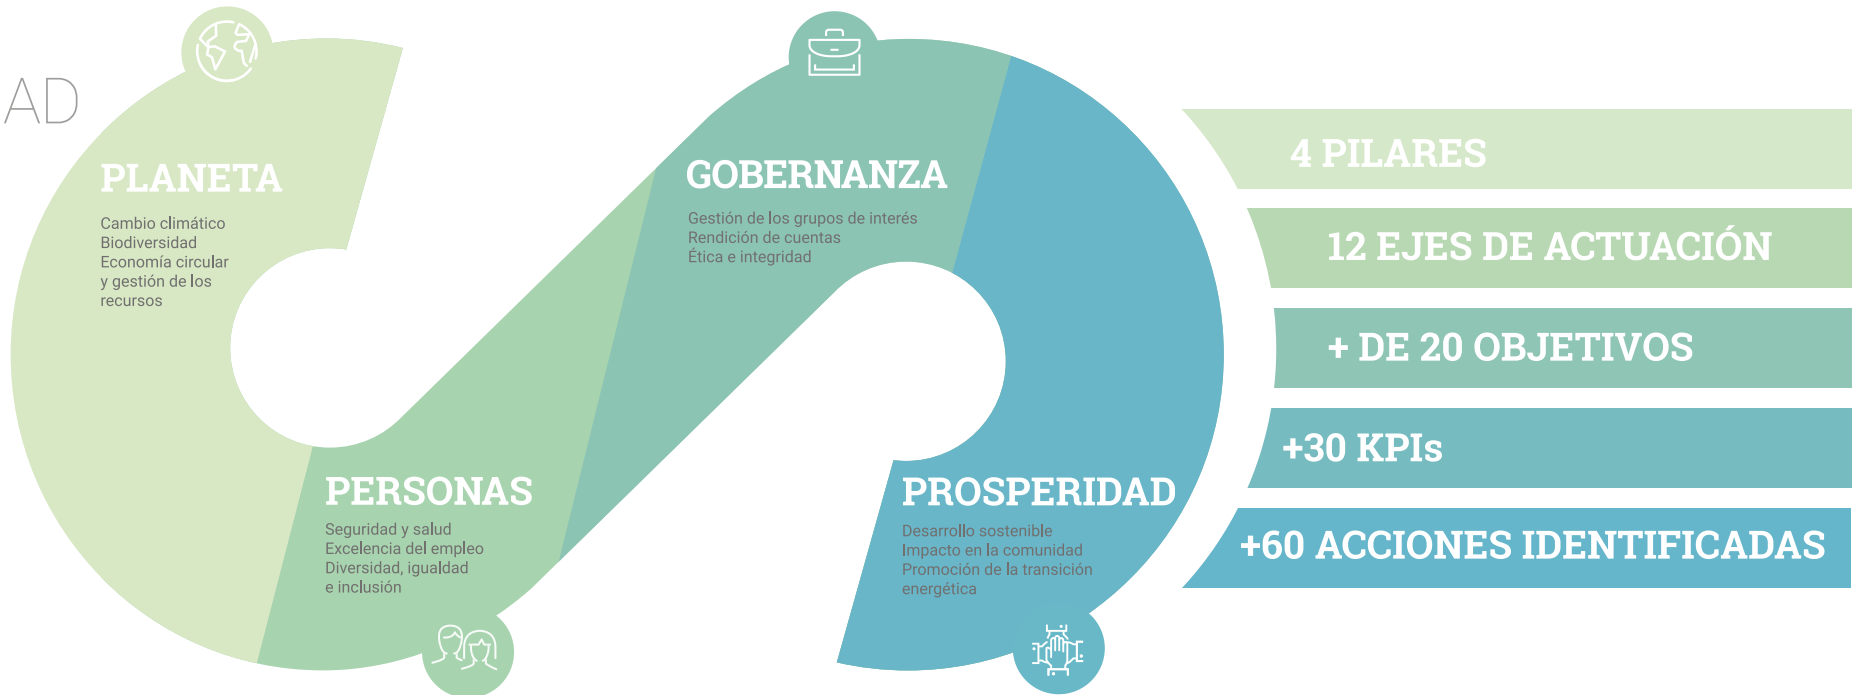 AD
PLANETA
Cambio climático
Biodiversidad
Economía circular
y gestión de los
recursos
PERSONAS
Seguridad y salud
Excelencia del empleo
Diversidad, igualdad
e inclusión
GOBERNANZA
Gestión de los grupos de interés
Rendición de cuentas
Ética e integridad
PROSPERIDAD
Desarrollo sostenible
Impacto en la comunidad
Promoción de la transición
energética
4 PILARES
12 EJES DE ACTUACIÓN
+ DE 20 OBJETIVOS
+30 KPIs
+60 ACCIONES IDENTIFICADAS